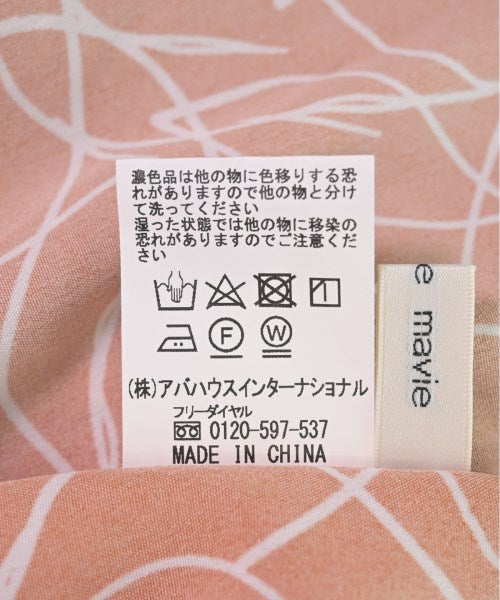 濃色品は他の物に色移りする恐
れがありますので他の物と分け
て洗ってください
湿った状態では他の物に移染の
恐れがありますのでご注意くだ
さい
F W
(株)アバハウスインターナショナル
フリーダイヤル
0120-597-537
MADE IN CHINA
e mavie